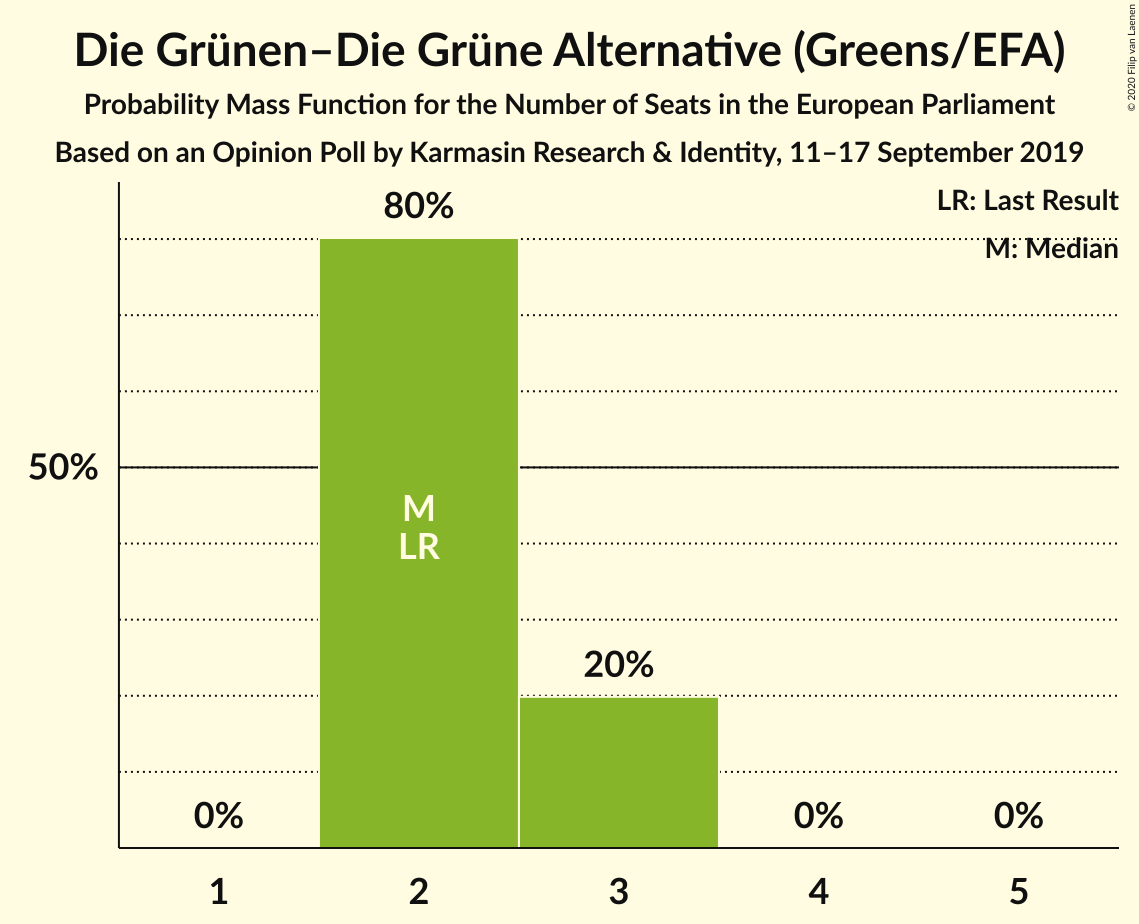 Die Grünen–Die Grüne Alternative (Greens/EFA)
Probability Mass Function for the Number of Seats in the European Parliament
Based on an Opinion Poll by Karmasin Research & Identity, 11–17 September 2019
© 2020 Filip van Laenen
LR: Last Result
M: Median
80%
50%
M
LR
20%
0%
0%
0%
1
2
3
4
5